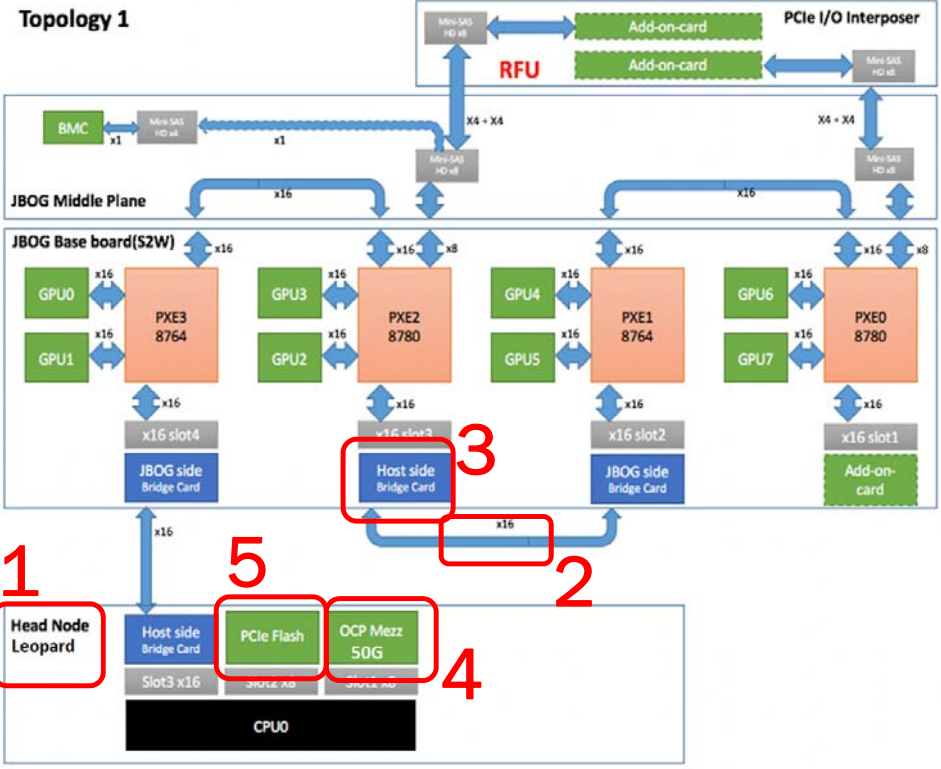 Topology 1
PCIe I/O Interposer
Mini-SAS
HD x8
Add-on-card
RFU
Add-on-card
Mini-SAS
HD x8
X4 + X4
X4 + X4
BMC
x1
Mini-SAS
HD x4
x1
Mini-SAS
HD x8
Mini-SAS
HD x8
JBOG Middle Plane
x16
x16
JBOG Base board(S2W)
x16
x16
x8
x16
x16
x8
GPU0
x16
PXE3
8764
GPU1
x16
GPU3
x16
PXE2
8780
GPU2
x16
GPU4
x16
PXE1
8764
GPU5
x16
GPU6
x16
PXE0
8780
GPU7
x16
x16
x16
x16
x16
x16 slot4
x16 slot3
x16 slot2
x16 slot1
JBOG side
Bridge Card
Host side
Bridge Card
3
JBOG side
Bridge Card
Add-on-
card
x16
x16
2
1
5
4
Head Node
Leopard
Host side
Bridge Card
PCIe Flash
OCP Mezz
50G
Slot3 x16
Slot2 x8
Slot1 x8
CPU0